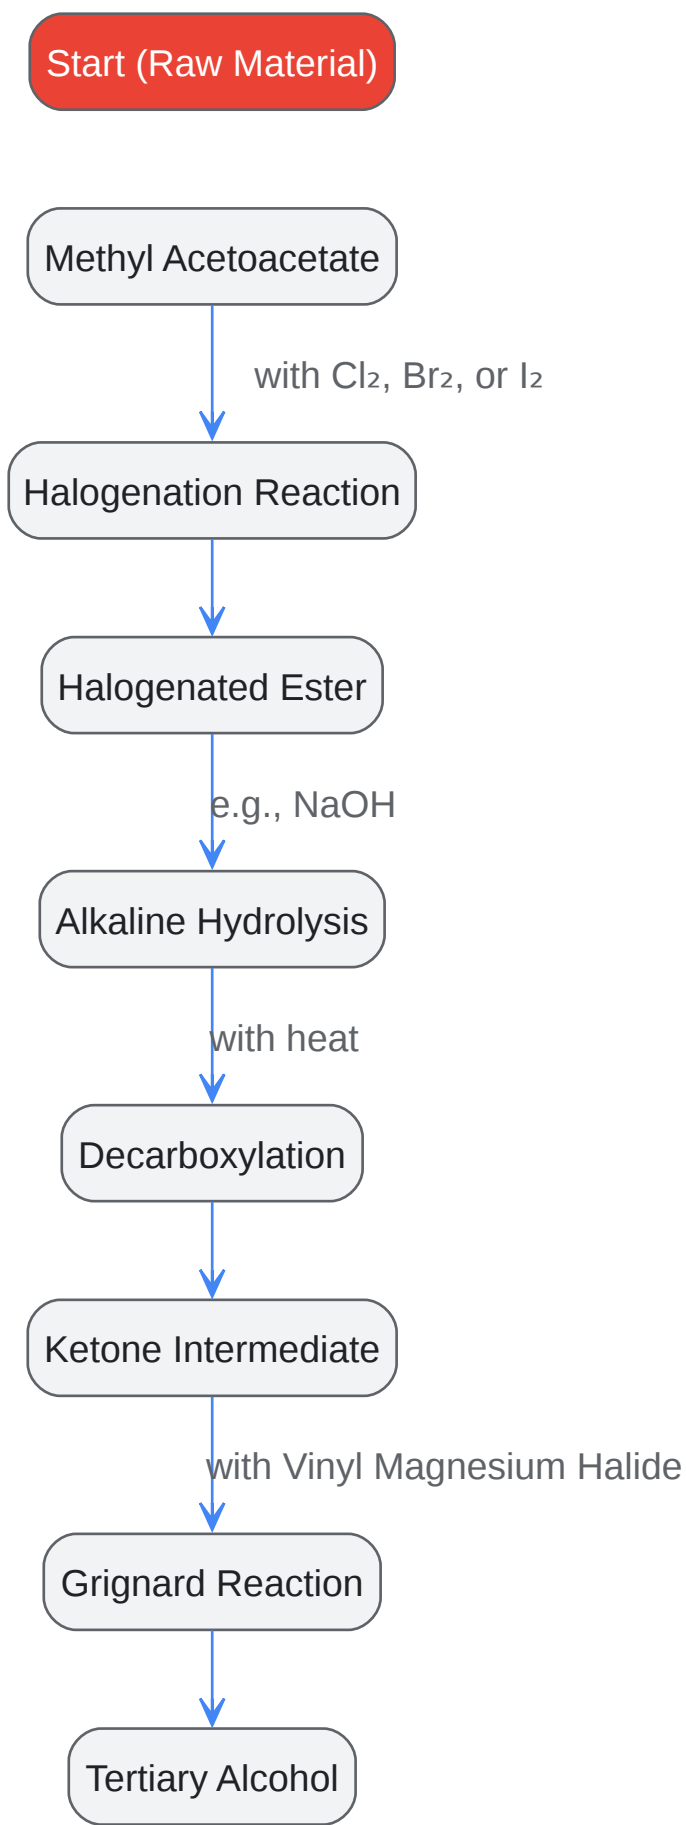 Start (Raw Material)
Methyl Acetoacetate
with Cl₂, Br₂, or I₂
Halogenation Reaction
Halogenated Ester
e.g., NaOH
Alkaline Hydrolysis
with heat
Decarboxylation
Ketone Intermediate
with Vinyl Magnesium Halide
Grignard Reaction
Tertiary Alcohol